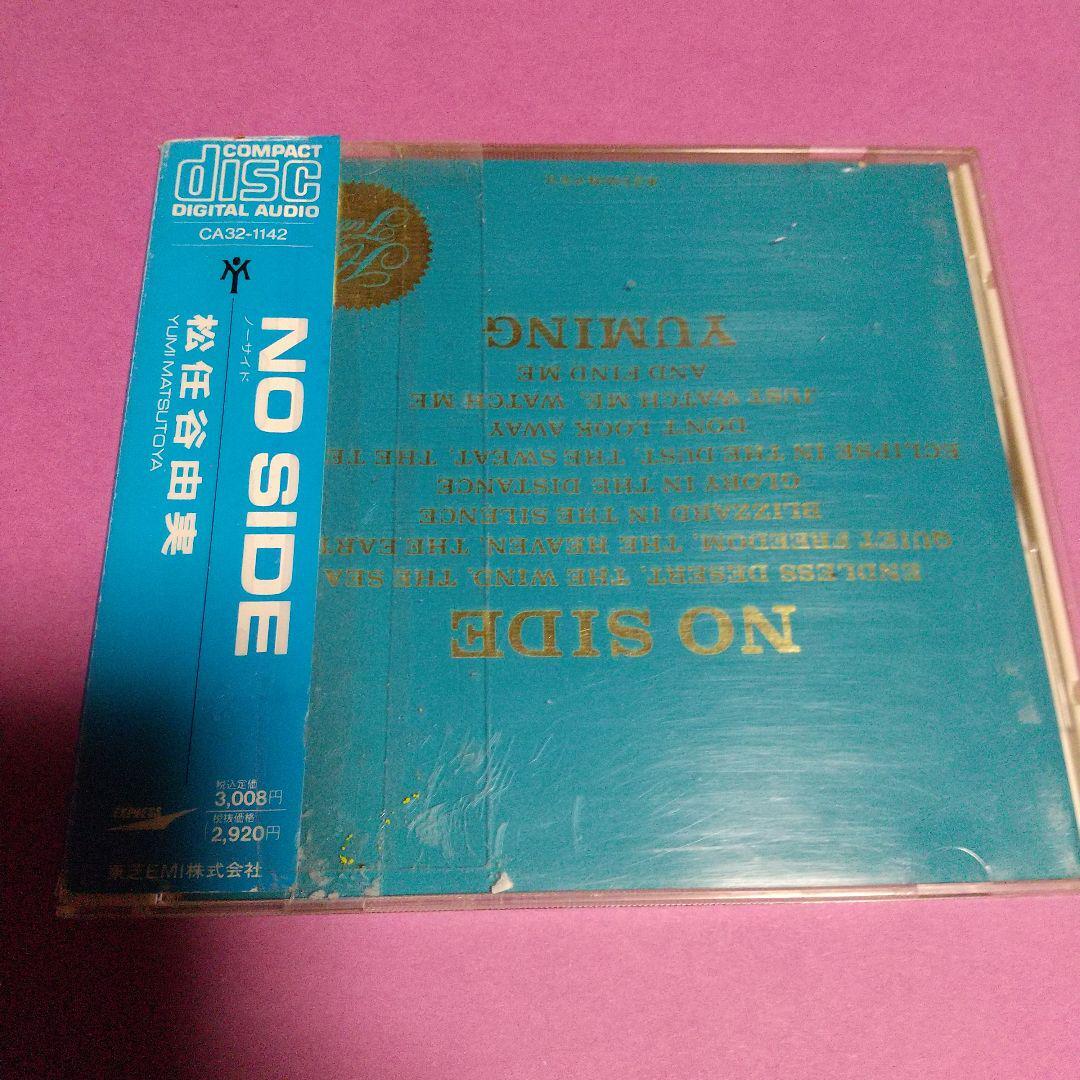 COMPACT
disc
DIGITAL AUDIO
CA32-1142
NO SIDE
ノーサイド
松任谷由実
YUMI MATSUTOYA
税込定価
3,008円
税抜価格
2,920円
EXPRESS
東芝EMI株式会社
NO SIDE
ENDLESS DESERT, THE WIND, THE SEA
QUIET FREEDOM, THE HEAVEN, THE EART
BLIZZARD IN THE SILENCE
GLORY IN THE DISTANCE
ECLIPSE IN THE DUST, THE SWEAT, THE TE
DON'T LOOK AWAY
JUST WATCH ME, WATCH ME
AND FIND ME
YUMING